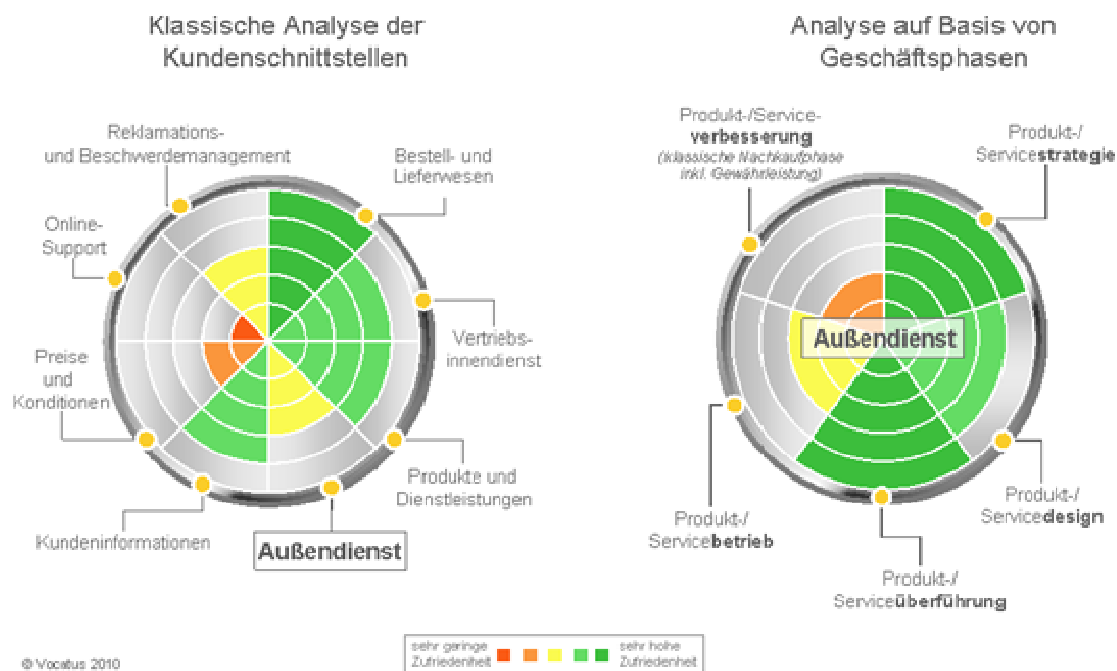 Klassische Analyse der
Kundenschnittstellen
Reklamations-
und Beschwerdemanagement
Bestell- und
Lieferwesen
Online-
Support
Vertriebs-
innendienst
Preise
und
Konditionen
Produkte und
Dienstleistungen
Kundeninformationen
Außendienst
Analyse auf Basis von
Geschäftsphasen
Produkt-/Service-
verbesserung
(klassische Nachkaufphase
inkl. Gewährleistung)
Produkt-/
Servicestrategie
Außendienst
Produkt-/
Servicebetrieb
Produkt-/
Servicedesign
Produkt-/
Serviceüberführung
sehr geringe
Zufriedenheit
sehr hohe
Zufriedenheit
© Vocatus 2010